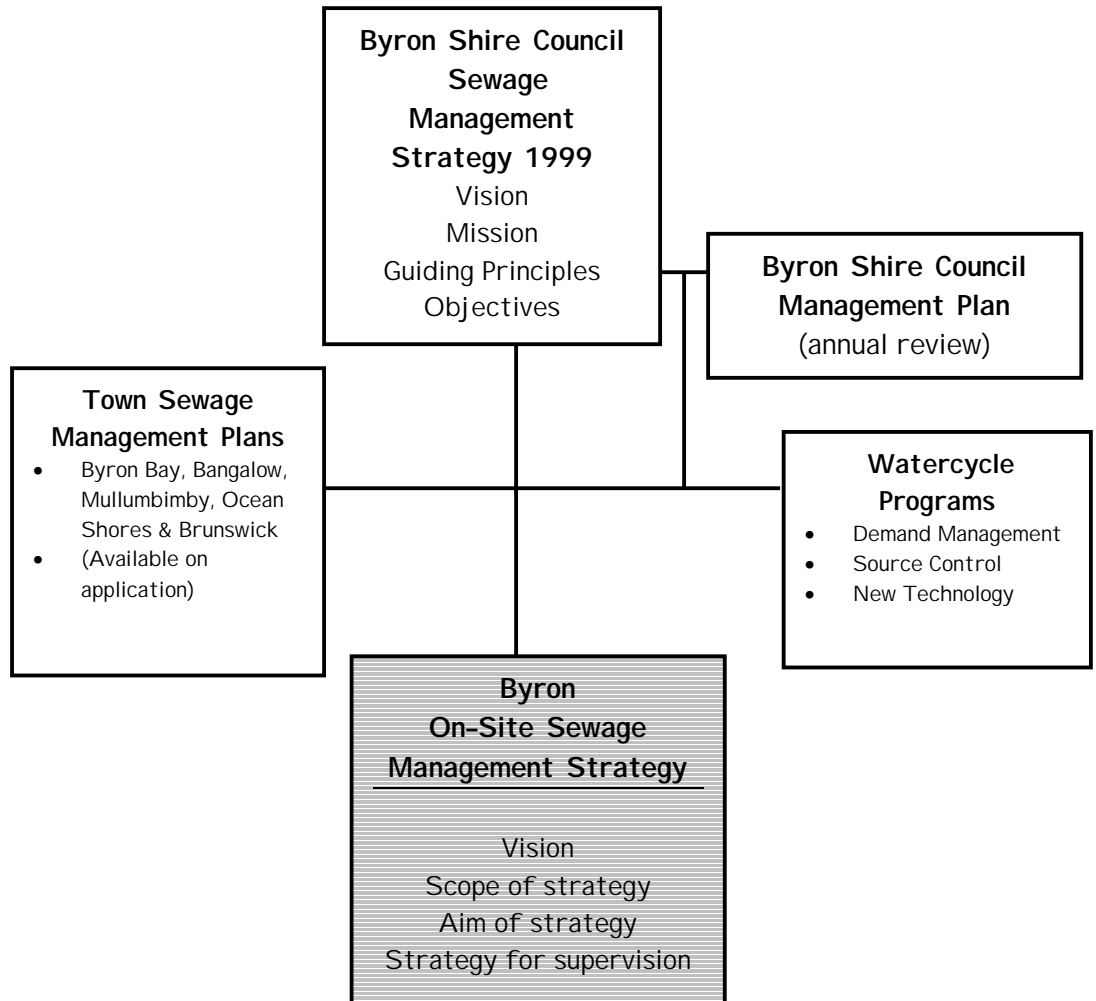 Byron Shire Council
Sewage
Management
Strategy 1999
Vision
Mission
Guiding Principles
Objectives
Byron Shire Council
Management Plan
(annual review)
Town Sewage
Management Plans
• Byron Bay, Bangalow,
Mullumbimby, Ocean
Shores & Brunswick
• (Available on
application)
Watercycle
Programs
• Demand Management
• Source Control
• New Technology
Byron
On-Site Sewage
Management Strategy
Vision
Scope of strategy
Aim of strategy
Strategy for supervision